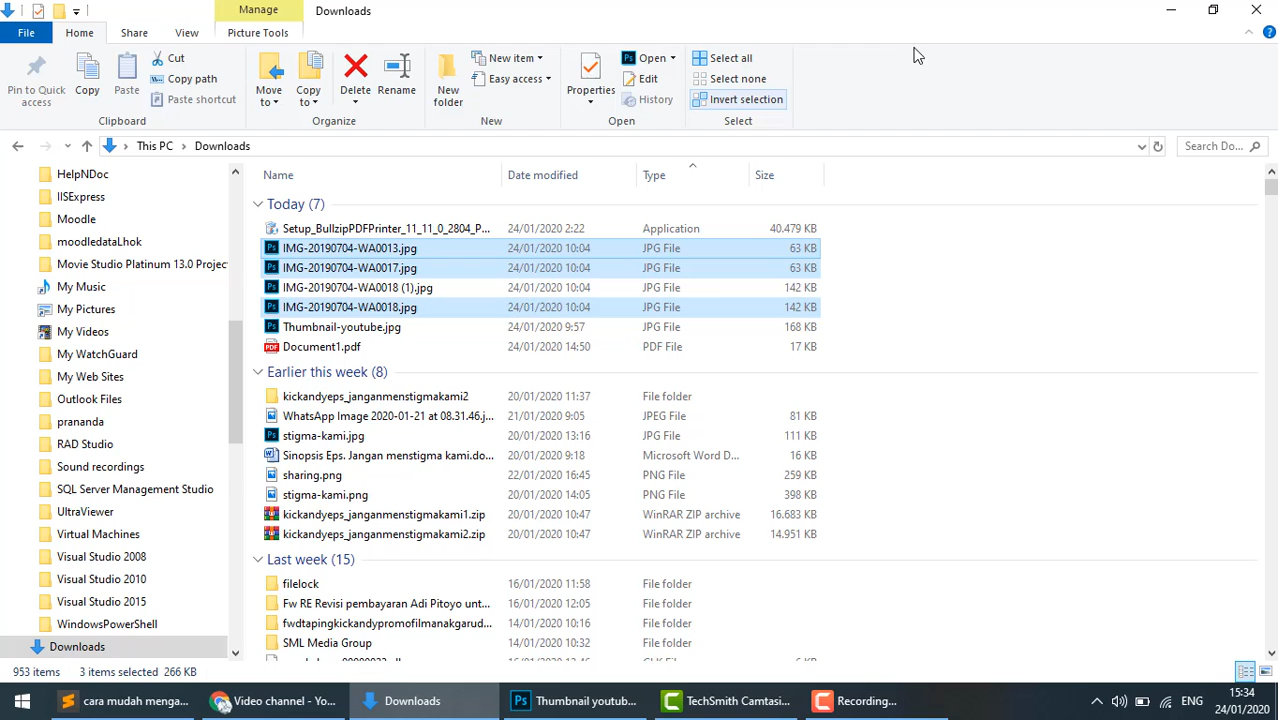 Manage
Downloads
File
Home
Share
View
Picture Tools
Pin to Quick
access
Copy
Paste
Cut
Copy path
Paste shortcut
Clipboard
Move
to
Copy
to
Delete
Rename
Organize
New
folder
New item
Easy access
New
Properties
Open
Edit
History
Open
Select all
Select none
Invert selection
Select
This PC
Downloads
Search Do...
HelpNDoc
IISExpress
Moodle
moodledataLhok
Movie Studio Platinum 13.0 Projec
My Music
My Pictures
My Videos
My WatchGuard
My Web Sites
Outlook Files
prananda
RAD Studio
Sound recordings
SQL Server Management Studio
UltraViewer
Virtual Machines
Visual Studio 2008
Visual Studio 2010
Visual Studio 2015
WindowsPowerShell
Downloads
Name Date modified Type Size
Today (7)
Setup_BullzipPDFPrinter_11_11_0_2804_P... 24/01/2020 2:22 Application 40.479 KB
IMG-20190704-WA0013.jpg 24/01/2020 10:04 JPG File 63 KB
IMG-20190704-WA0017.jpg 24/01/2020 10:04 JPG File 63 KB
IMG-20190704-WA0018 (1).jpg 24/01/2020 10:04 JPG File 142 KB
IMG-20190704-WA0018.jpg 24/01/2020 10:04 JPG File 142 KB
Thumbnail-youtube.jpg 24/01/2020 9:57 JPG File 168 KB
Document1.pdf 24/01/2020 14:50 PDF File 17 KB
Earlier this week (8)
kickandyeps_janganmenstigmakami2 20/01/2020 11:37 File folder
WhatsApp Image 2020-01-21 at 08.31.46.j... 21/01/2020 9:05 JPEG File 81 KB
stigma-kami.jpg 20/01/2020 13:16 JPG File 111 KB
Sinopsis Eps. Jangan menstigma kami.do... 20/01/2020 9:18 Microsoft Word D... 16 KB
sharing.png 22/01/2020 16:45 PNG File 259 KB
stigma-kami.png 20/01/2020 14:05 PNG File 398 KB
kickandyeps_janganmenstigmakami1.zip 20/01/2020 10:47 WinRAR ZIP archive 16.683 KB
kickandyeps_janganmenstigmakami2.zip 20/01/2020 10:47 WinRAR ZIP archive 14.951 KB
Last week (15)
filelock 16/01/2020 11:58 File folder
Fw RE Revisi pembayaran Adi Pitoyo unt... 16/01/2020 12:05 File folder
fwdtapingkickandypromofilmanakgarud... 14/01/2020 10:16 File folder
SML Media Group 14/01/2020 10:32 File folder
953 items 3 items selected 266 KB
cara mudah menga...
Video channel - Yo...
Downloads
Ps Thumbnail youtub...
TechSmith Camtasi...
Recording...
ENG
15:34
24/01/2020